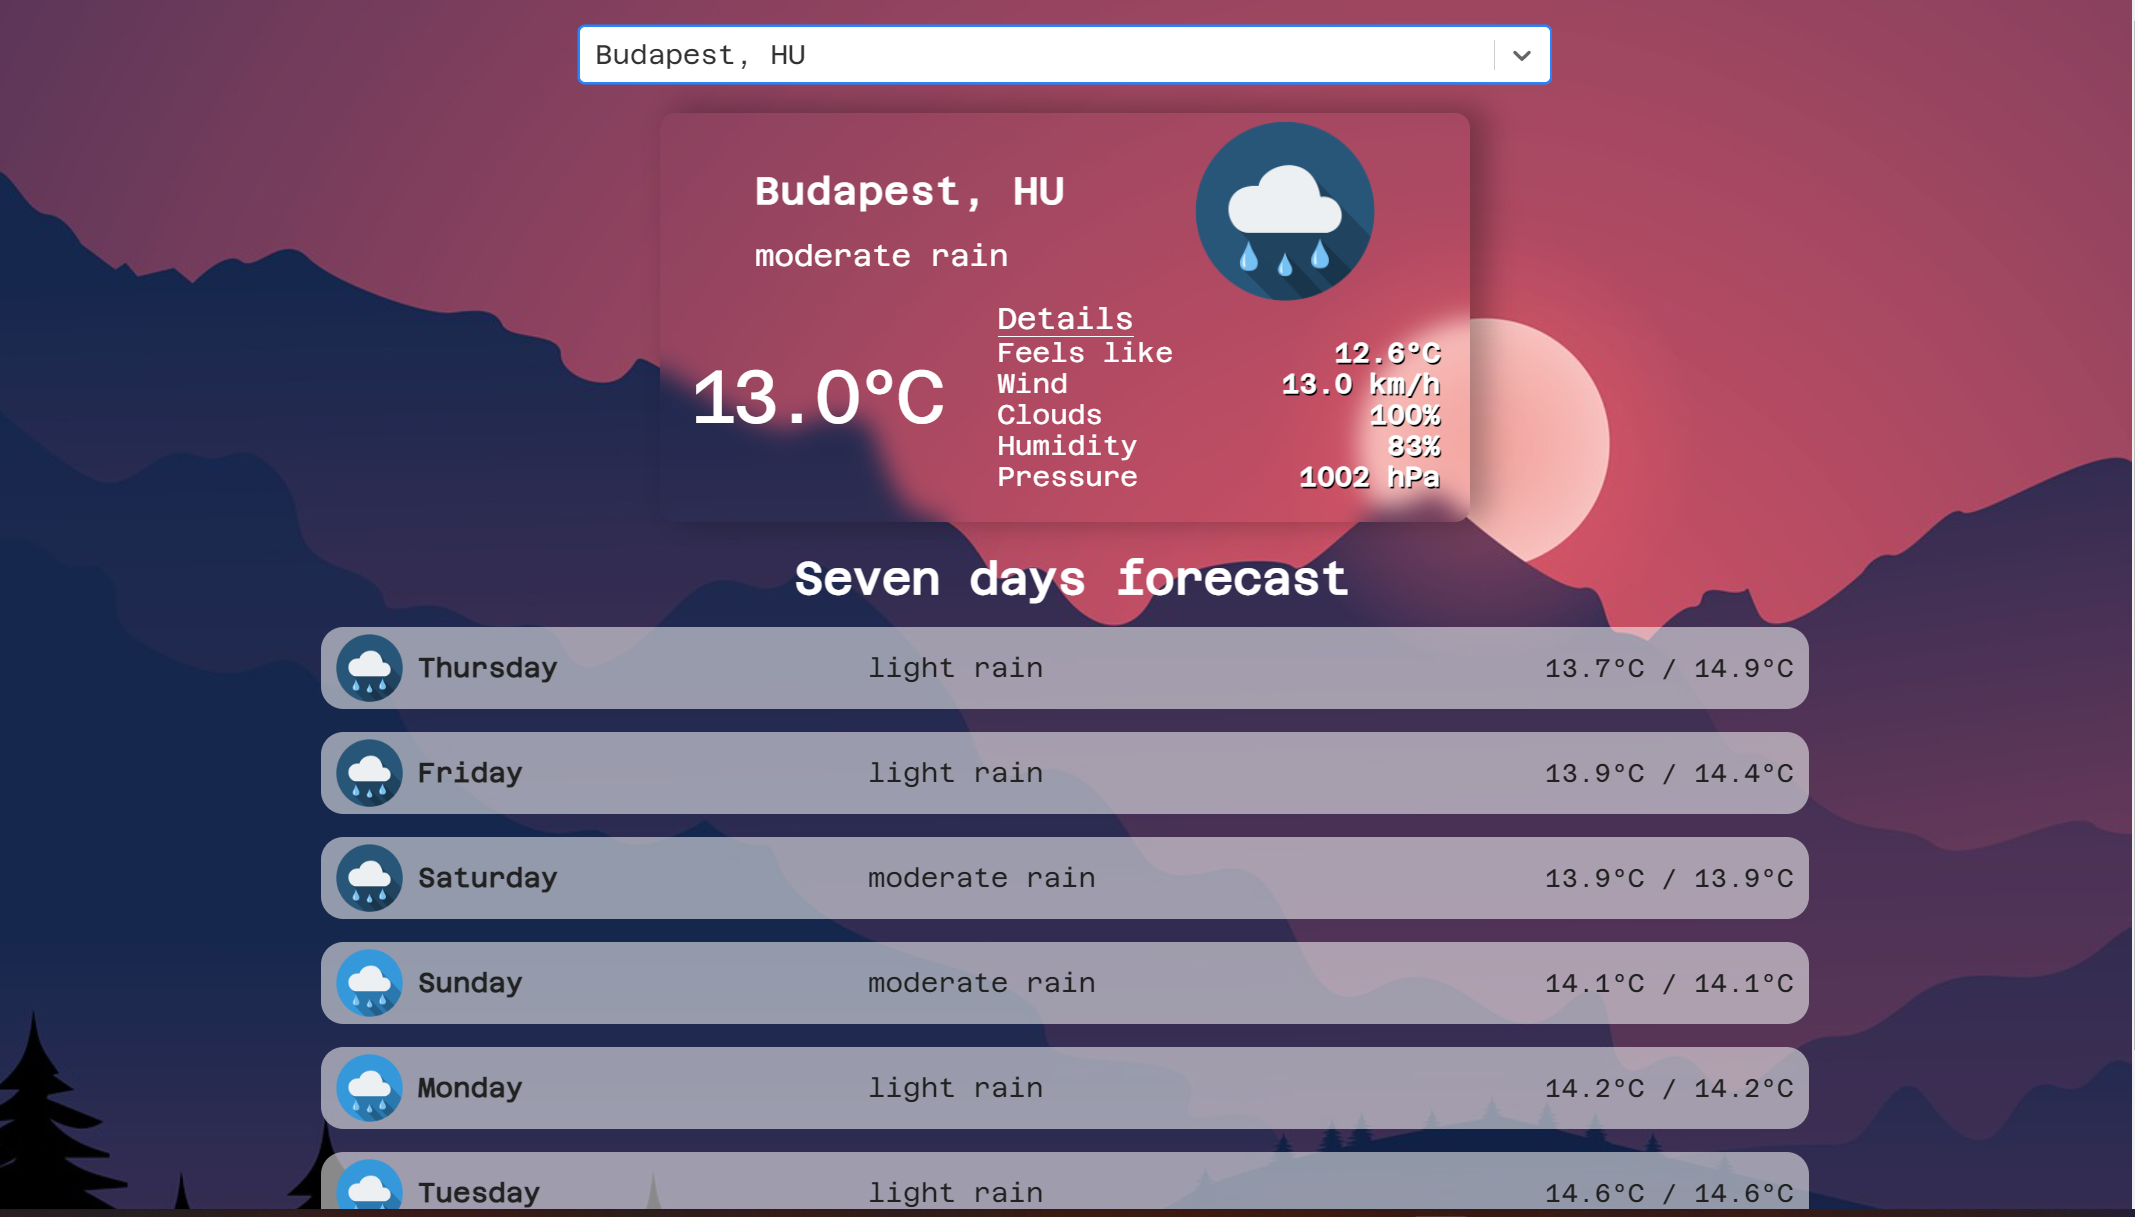 Budapest, HU
Budapest, HU
moderate rain
13.0°C
Details
Feels like 12.6°C
Wind 13.0 km/h
Clouds 100%
Humidity 83%
Pressure 1002 hPa
Seven days forecast
Thursday light rain 13.7°C / 14.9°C
Friday light rain 13.9°C / 14.4°C
Saturday moderate rain 13.9°C / 13.9°C
Sunday moderate rain 14.1°C / 14.1°C
Monday light rain 14.2°C / 14.2°C
Tuesday light rain 14.6°C / 14.6°C